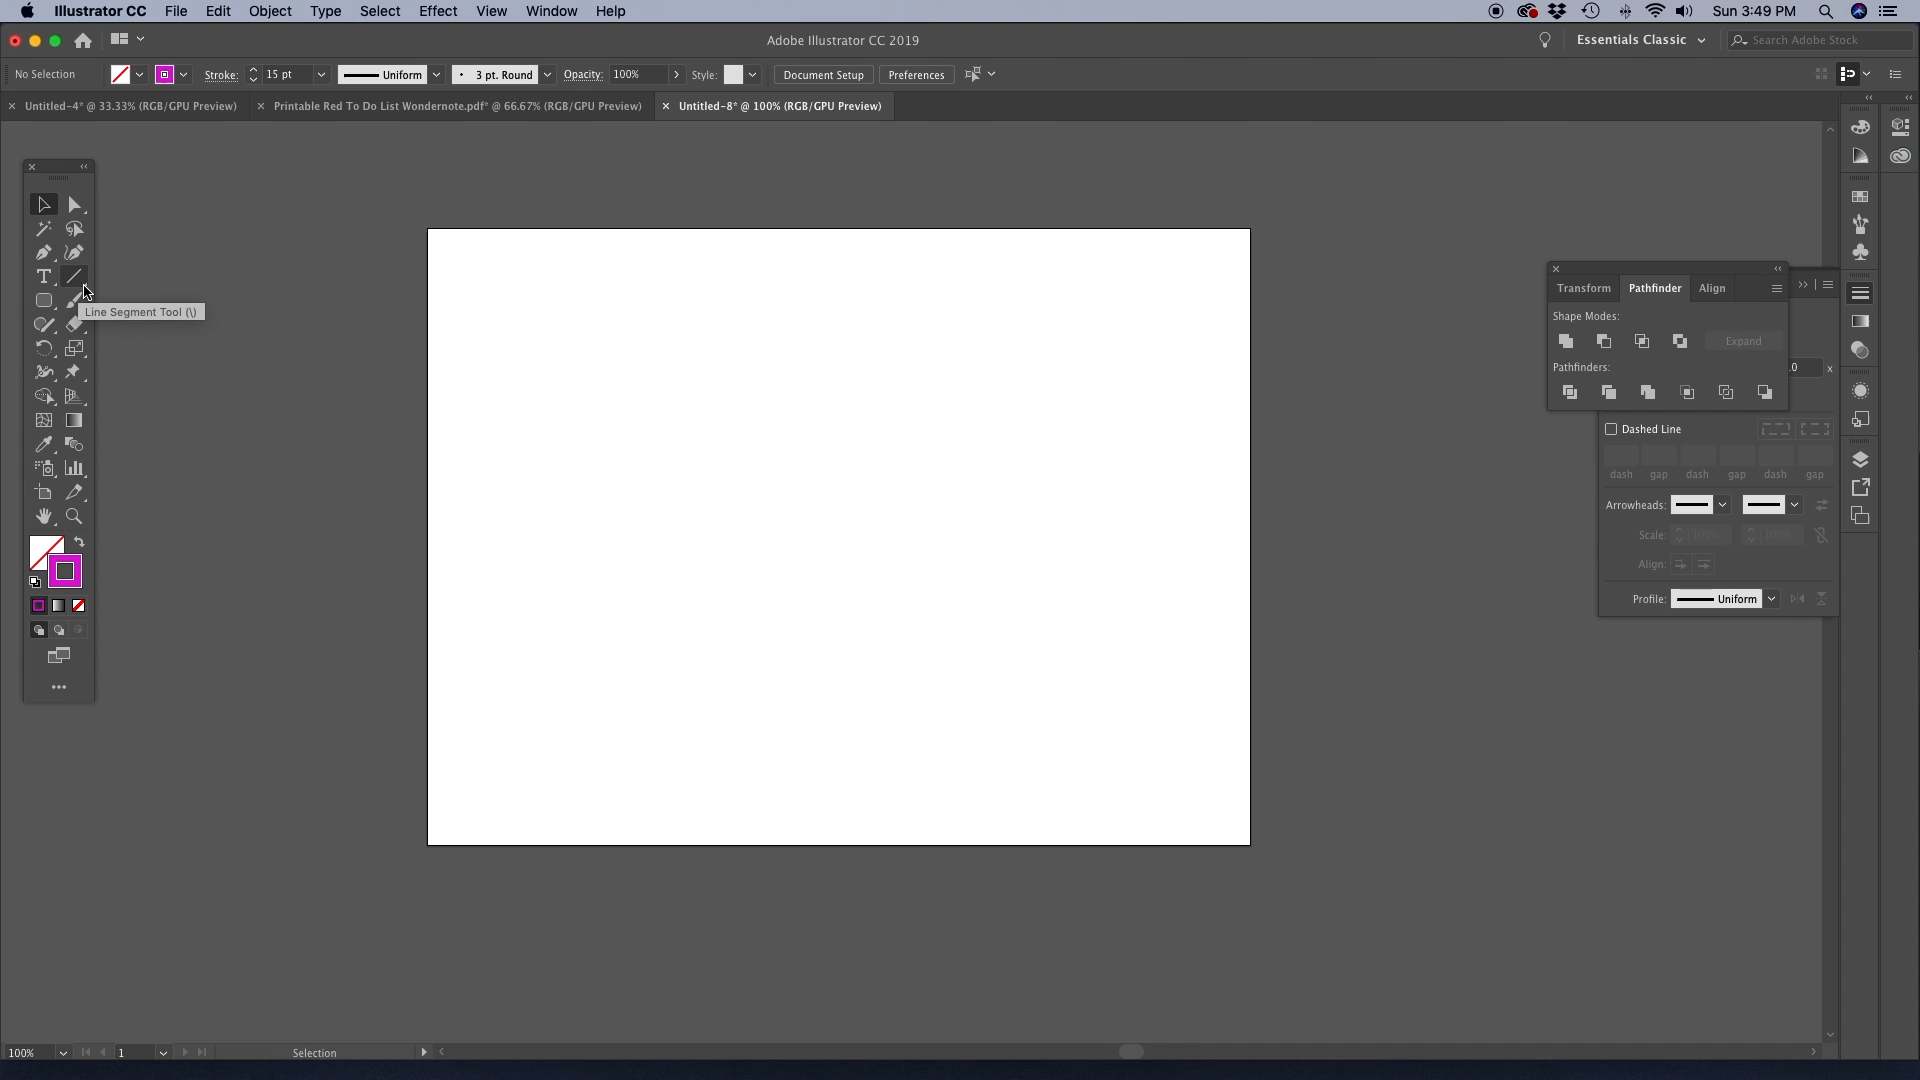 Illustrator CC File Edit Object Type Select Effect View Window Help Sun 3:49 PM
Adobe Illustrator CC 2019 Essentials Classic Search Adobe Stock
No Selection Stroke: 15 pt Uniform 3 pt. Round Opacity: 100% Style: Document Setup Preferences
Untitled-4* @ 33.33% (RGB/GPU Preview) Printable Red To Do List Wondernote.pdf* @ 66.67% (RGB/GPU Preview) Untitled-8* @ 100% (RGB/GPU Preview)
Line Segment Tool (\)
Transform Pathfinder Align
Shape Modes:
Expand
Pathfinders:
.0 x
Dashed Line
dash gap dash gap dash gap
Arrowheads:
Scale: 100% 100%
Align:
Profile: Uniform
100% 1 Selection